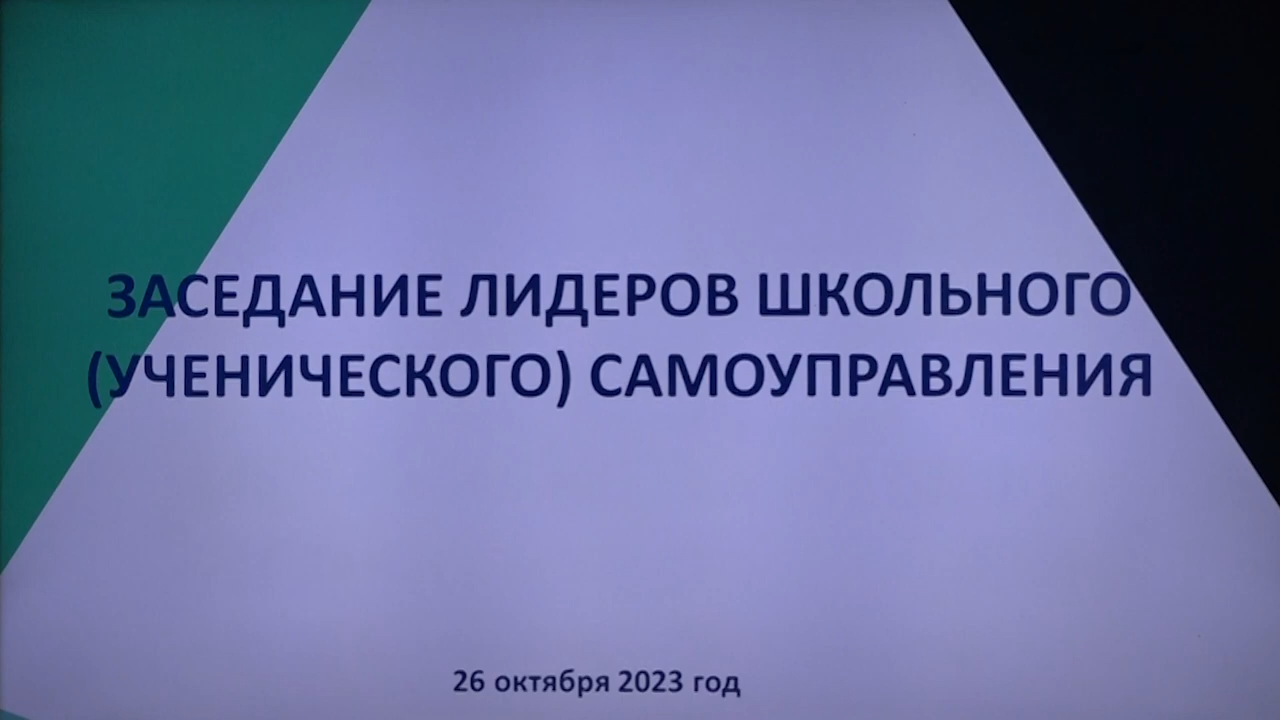 ЗАСЕДАНИЕ ЛИДЕРОВ ШКОЛЬНОГО
(УЧЕНИЧЕСКОГО) САМОУПРАВЛЕНИЯ
26 октября 2023 год